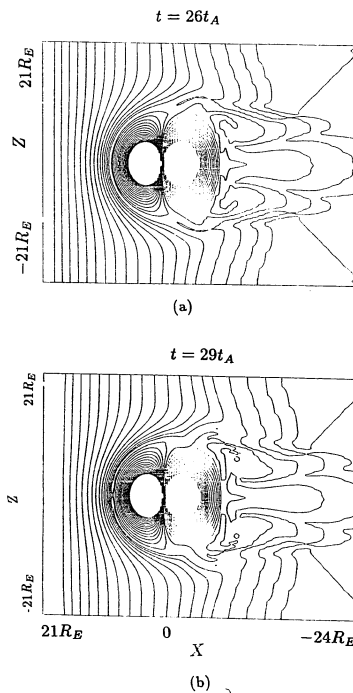 t = 26t_A
21R_E
Z
-21R_E
(a)
t = 29t_A
21R_E
Z
-21R_E
21R_E 0 -24R_E
X
(b)